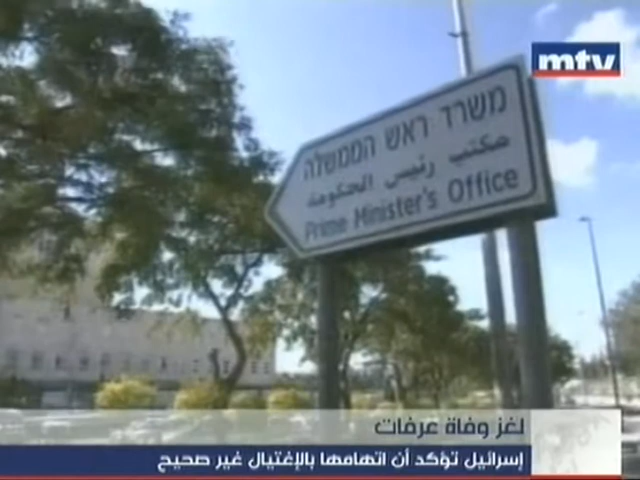 mtv
משרד ראש הממשלה
مكتب رئيس الحكومة
Prime Minister's Office
لغز وفاة عرفات
إسرائيل تؤكد أن اتهامها بالإغتيال غير صحيح